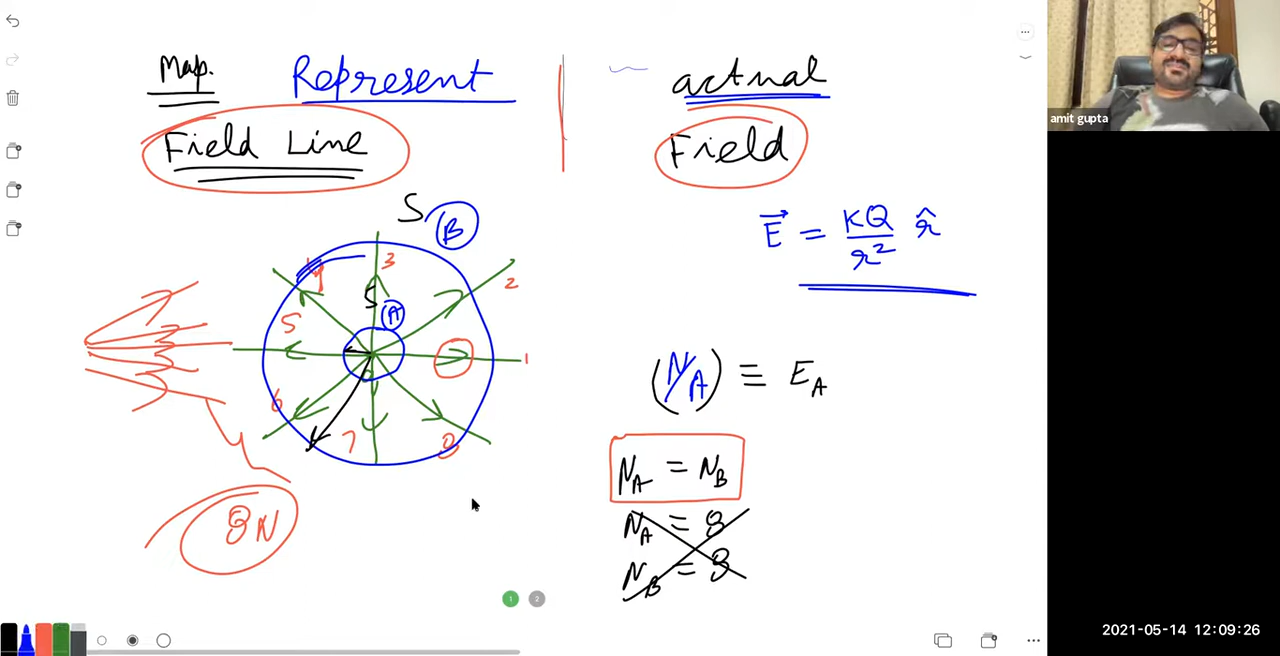 Map. Represent
Field Line
S B
4
3
2
5
S
A
1
6
7
8
8N
actual
Field
E⃗ = KQ/r² r̂
(N/A) ≡ E_A
N_A = N_B
N_A = 8
N_B = 8
1 2
amit gupta
2021-05-14 12:09:26